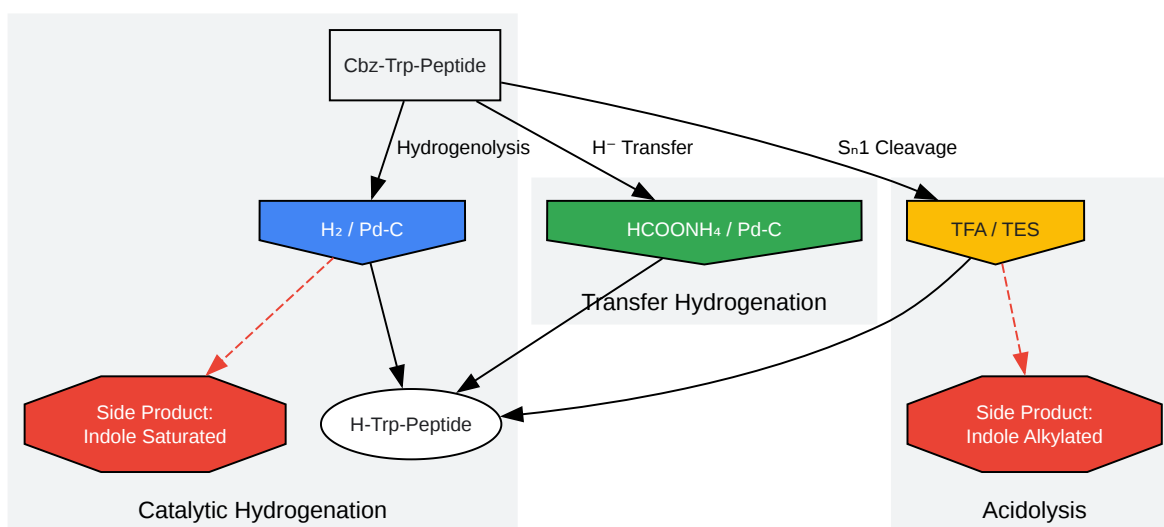 Cbz-Trp-Peptide
Hydrogenolysis
H⁻ Transfer
Sₙ1 Cleavage
H₂ / Pd-C
HCOONH₄ / Pd-C
TFA / TES
Transfer Hydrogenation
Side Product:
Indole Saturated
H-Trp-Peptide
Side Product:
Indole Alkylated
Catalytic Hydrogenation
Acidolysis